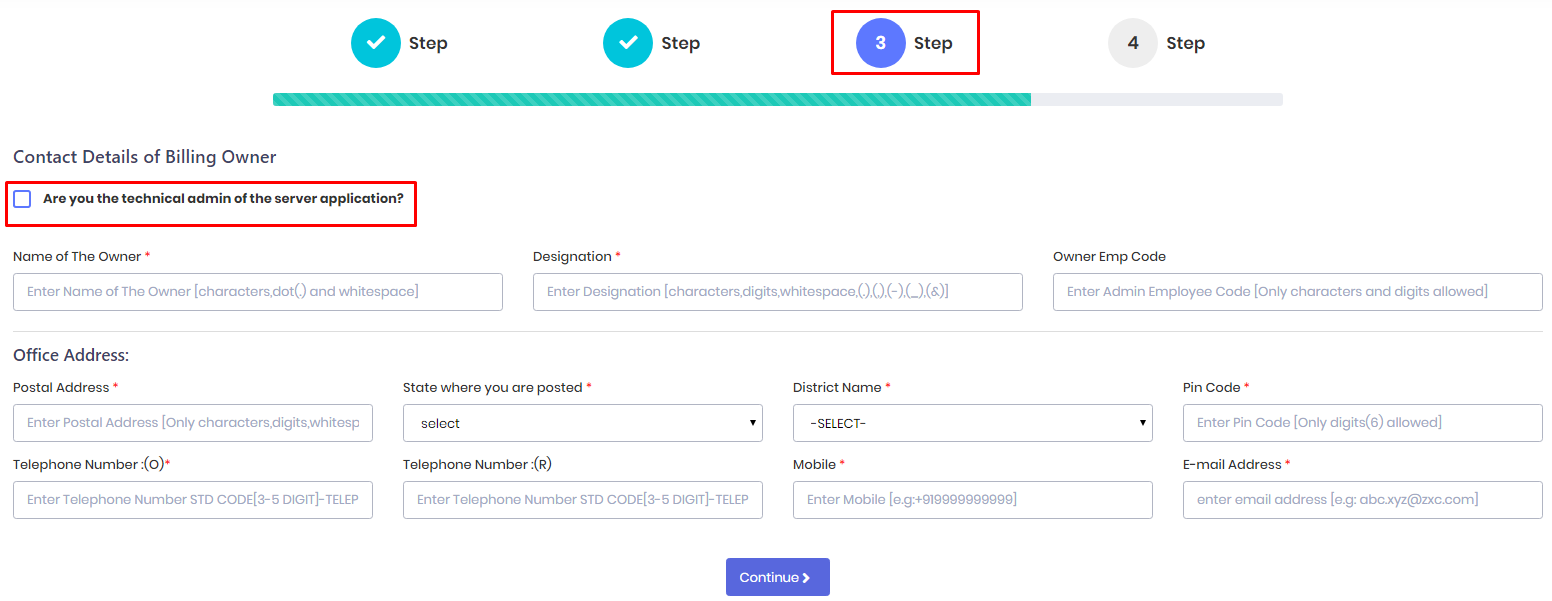 Step Step 3 Step 4 Step
Contact Details of Billing Owner
Are you the technical admin of the server application?
Name of The Owner * Designation * Owner Emp Code
Enter Name of The Owner [characters,dot(.) and whitespace] Enter Designation [characters,digits,whitespace,(.),(,),(-),(_),(&)] Enter Admin Employee Code [Only characters and digits allowed]
Office Address:
Postal Address * State where you are posted * District Name * Pin Code *
Enter Postal Address [Only characters,digits,whitesp select -SELECT- Enter Pin Code [Only digits(6) allowed]
Telephone Number :(O)* Telephone Number :(R) Mobile * E-mail Address *
Enter Telephone Number STD CODE[3-5 DIGIT]-TELEP Enter Telephone Number STD CODE[3-5 DIGIT]-TELEP Enter Mobile [e.g:+919999999999] enter email address [e.g: abc.xyz@zxc.com]
Continue